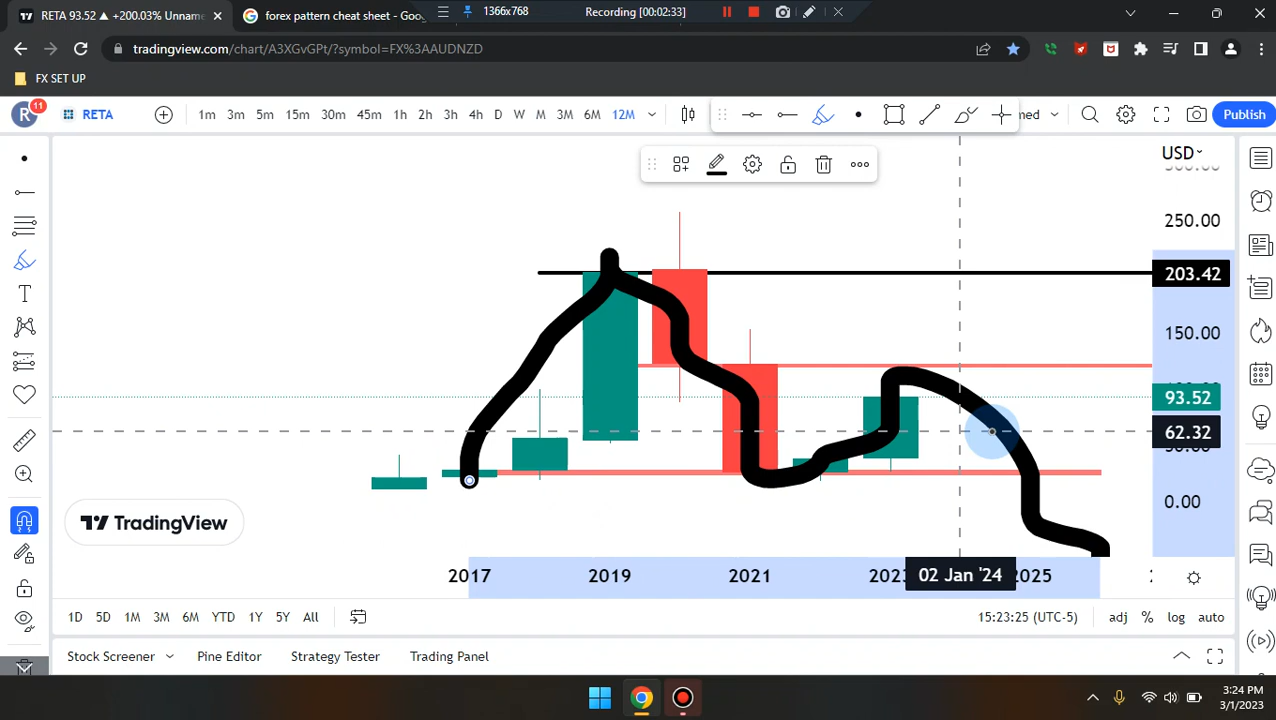 RETA 93.52 ▲ +200.03% Unname
forex pattern cheat sheet - Goo
1366x768
Recording [00:02:33]
tradingview.com/chart/A3XGvGPt/?symbol=FX%3AAUDNZD
FX SET UP
R 11 RETA 1m 3m 5m 15m 30m 45m 1h 2h 3h 4h D W M 3M 6M 12M med Publish
USD
250.00
203.42
150.00
93.52
62.32
0.00
TradingView
2017 2019 2021 2023 02 Jan '24 2025
1D 5D 1M 3M 6M YTD 1Y 5Y All 15:23:25 (UTC-5) adj % log auto
Stock Screener Pine Editor Strategy Tester Trading Panel
3:24 PM
3/1/2023